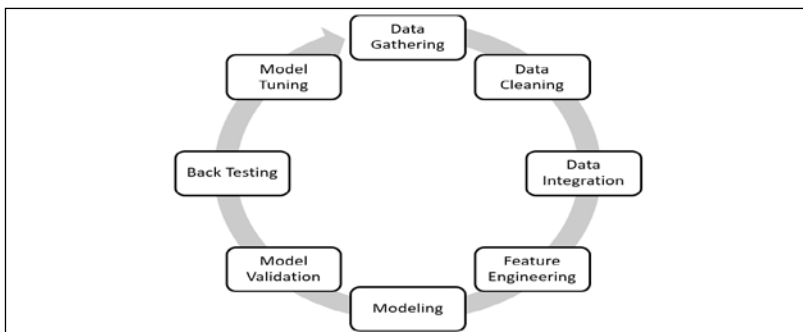 Data
Gathering
Data
Cleaning
Data
Integration
Feature
Engineering
Modeling
Model
Validation
Back Testing
Model
Tuning